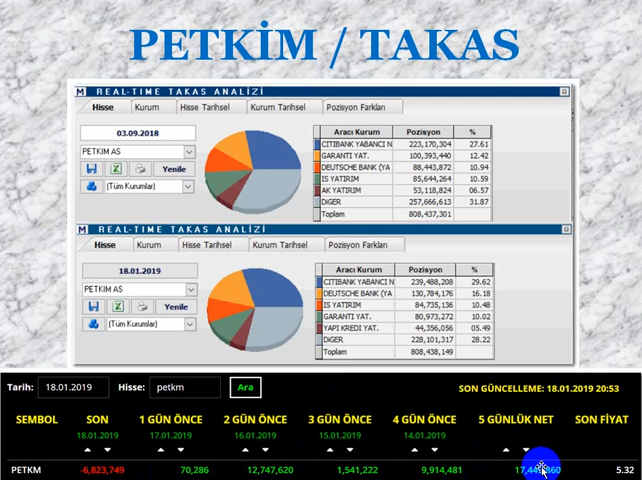 PETKİM / TAKAS
M REAL-TIME TAKAS ANALİZİ
Hisse Kurum Hisse Tarihsel Kurum Tarihsel Pozisyon Farkları
03.09.2018
PETKIM AS
Yenile
(Tüm Kurumlar)
Aracı Kurum Pozisyon %
CITIBANK YABANCI N 223,170,304 27.61
GARANTI YAT. 100,393,440 12.42
DEUTSCHE BANK (YA 88,443,872 10.94
IS YATIRIM 85,644,264 10.59
AK YATIRIM 53,118,824 06.57
DiGER 257,666,613 31.87
Toplam 808,437,301
M REAL-TIME TAKAS ANALİZİ
Hisse Kurum Hisse Tarihsel Kurum Tarihsel Pozisyon Farkları
18.01.2019
PETKIM AS
Yenile
(Tüm Kurumlar)
Aracı Kurum Pozisyon %
CITIBANK YABANCI N 239,488,208 29.62
DEUTSCHE BANK (YA 130,784,176 16.18
IS YATIRIM 84,735,136 10.48
GARANTI YAT. 80,973,272 10.02
YAPI KREDI YAT. 44,356,056 05.49
DiGER 228,101,317 28.22
Toplam 808,438,149
Tarih: 18.01.2019 Hisse: petkm Ara SON GÜNCELLEME: 18.01.2019 20:53
SEMBOL SON 1 GÜN ÖNCE 2 GÜN ÖNCE 3 GÜN ÖNCE 4 GÜN ÖNCE 5 GÜNLÜK NET SON FİYAT
18.01.2019 17.01.2019 16.01.2019 15.01.2019 14.01.2019
PETKM -6,823,749 70,286 12,747,620 1,541,222 9,914,481 5.32